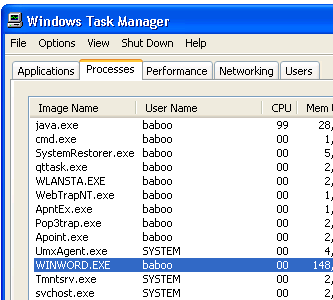 Windows Task Manager
File Options View Shut Down Help
Applications Processes Performance Networking Users
Image Name User Name CPU Mem U
java.exe baboo 99 28,
cmd.exe baboo 00 1,
SystemRestorer.exe baboo 00 5,
qttask.exe baboo 00 2,
WLANSTA.EXE baboo 00 2,
WebTrapNT.exe baboo 00 1,
ApntEx.exe baboo 00 1,
Pop3trap.exe baboo 00 2,
Apoint.exe baboo 00 2,
UmxAgent.exe SYSTEM 00 4,
WINWORD.EXE baboo 00 148,
Tmntsrv.exe SYSTEM 00 2,
svchost.exe SYSTEM 00 2,